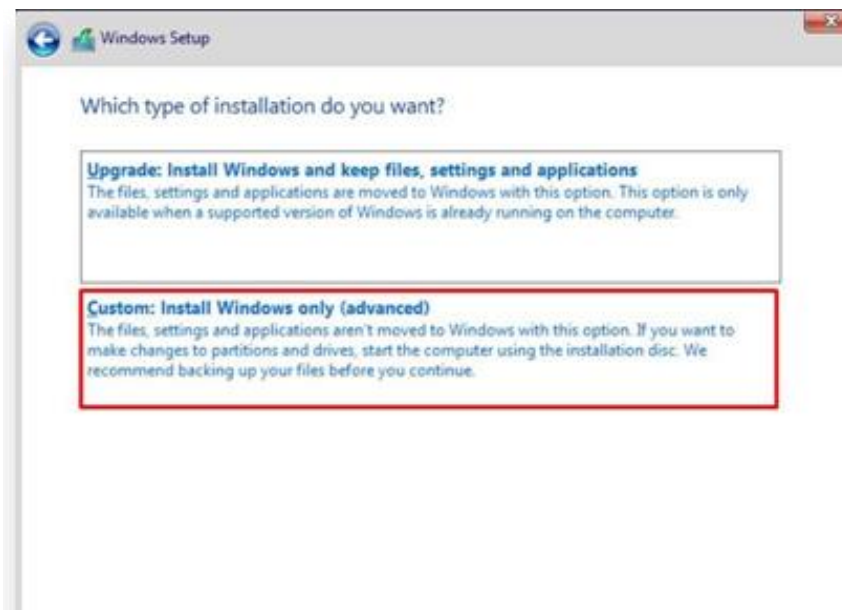 Windows Setup
Which type of installation do you want?
Upgrade: Install Windows and keep files, settings and applications
The files, settings and applications are moved to Windows with this option. This option is only
available when a supported version of Windows is already running on the computer.
Custom: Install Windows only (advanced)
The files, settings and applications aren't moved to Windows with this option. If you want to
make changes to partitions and drives, start the computer using the installation disc. We
recommend backing up your files before you continue.